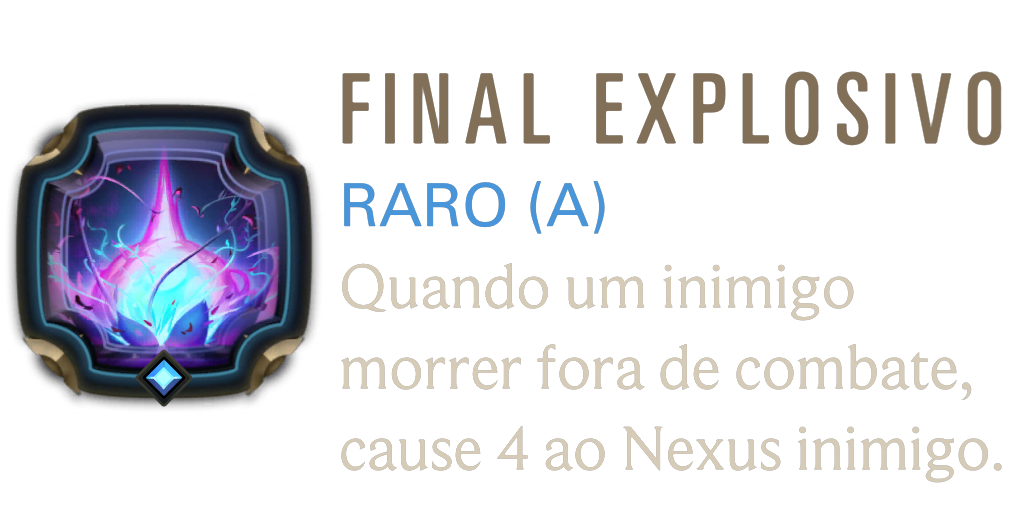 FINAL EXPLOSIVO
RARO (A)
Quando um inimigo
morrer fora de combate,
cause 4 ao Nexus inimigo.